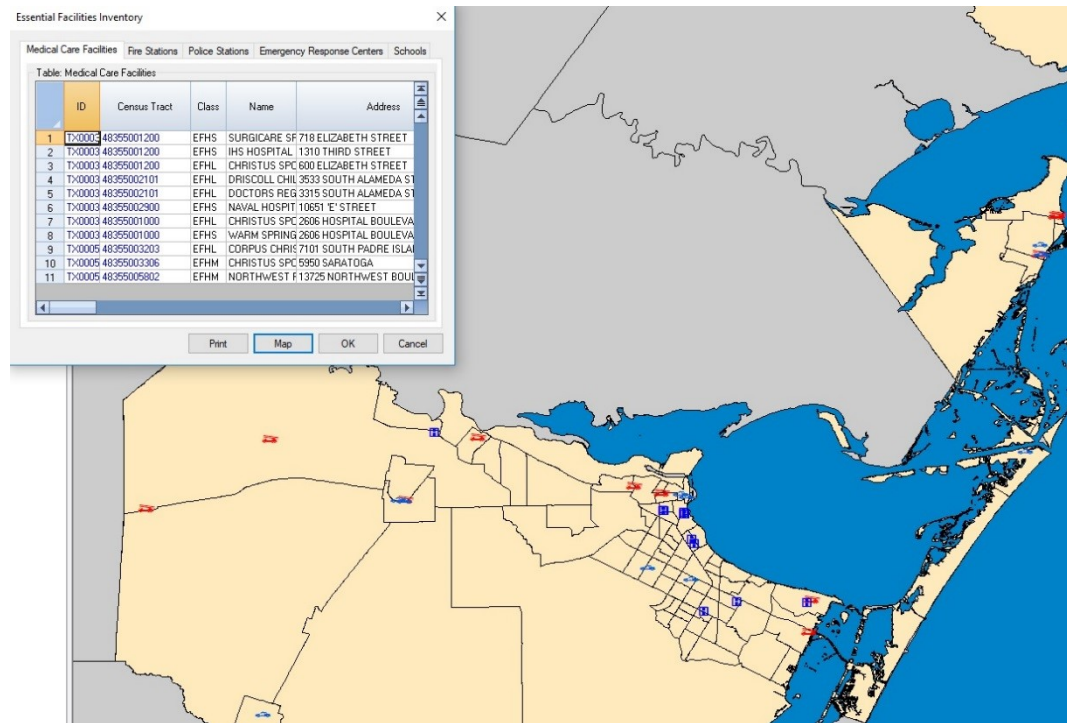 Essential Facilities Inventory
Medical Care Facilities Fire Stations Police Stations Emergency Response Centers Schools
Table: Medical Care Facilities
ID Census Tract Class Name Address
1 TX0003 48355001200 EFHS SURGICARE SF 718 ELIZABETH STREET
2 TX0003 48355001200 EFHS IHS HOSPITAL 1310 THIRD STREET
3 TX0003 48355001200 EFHL CHRISTUS SPO 600 ELIZABETH STREET
4 TX0003 48355002101 EFHL DRISCOLL CHIL 3533 SOUTH ALAMEDA ST
5 TX0003 48355002101 EFHL DOCTORS REG 3315 SOUTH ALAMEDA ST
6 TX0003 48355002900 EFHS NAVAL HOSPIT 10651 'E' STREET
7 TX0003 48355001000 EFHL CHRISTUS SPO 2606 HOSPITAL BOULEVA
8 TX0003 48355001000 EFHS WARM SPRING 2606 HOSPITAL BOULEVA
9 TX0005 48355003203 EFHL CORPUS CHRIS 7101 SOUTH PADRE ISLA
10 TX0005 48355003306 EFHM CHRISTUS SPO 5950 SARATOGA
11 TX0005 48355005802 EFHM NORTHWEST F 13725 NORTHWEST BOUL
Print Map OK Cancel
H
H
H
H
H
H
H
H